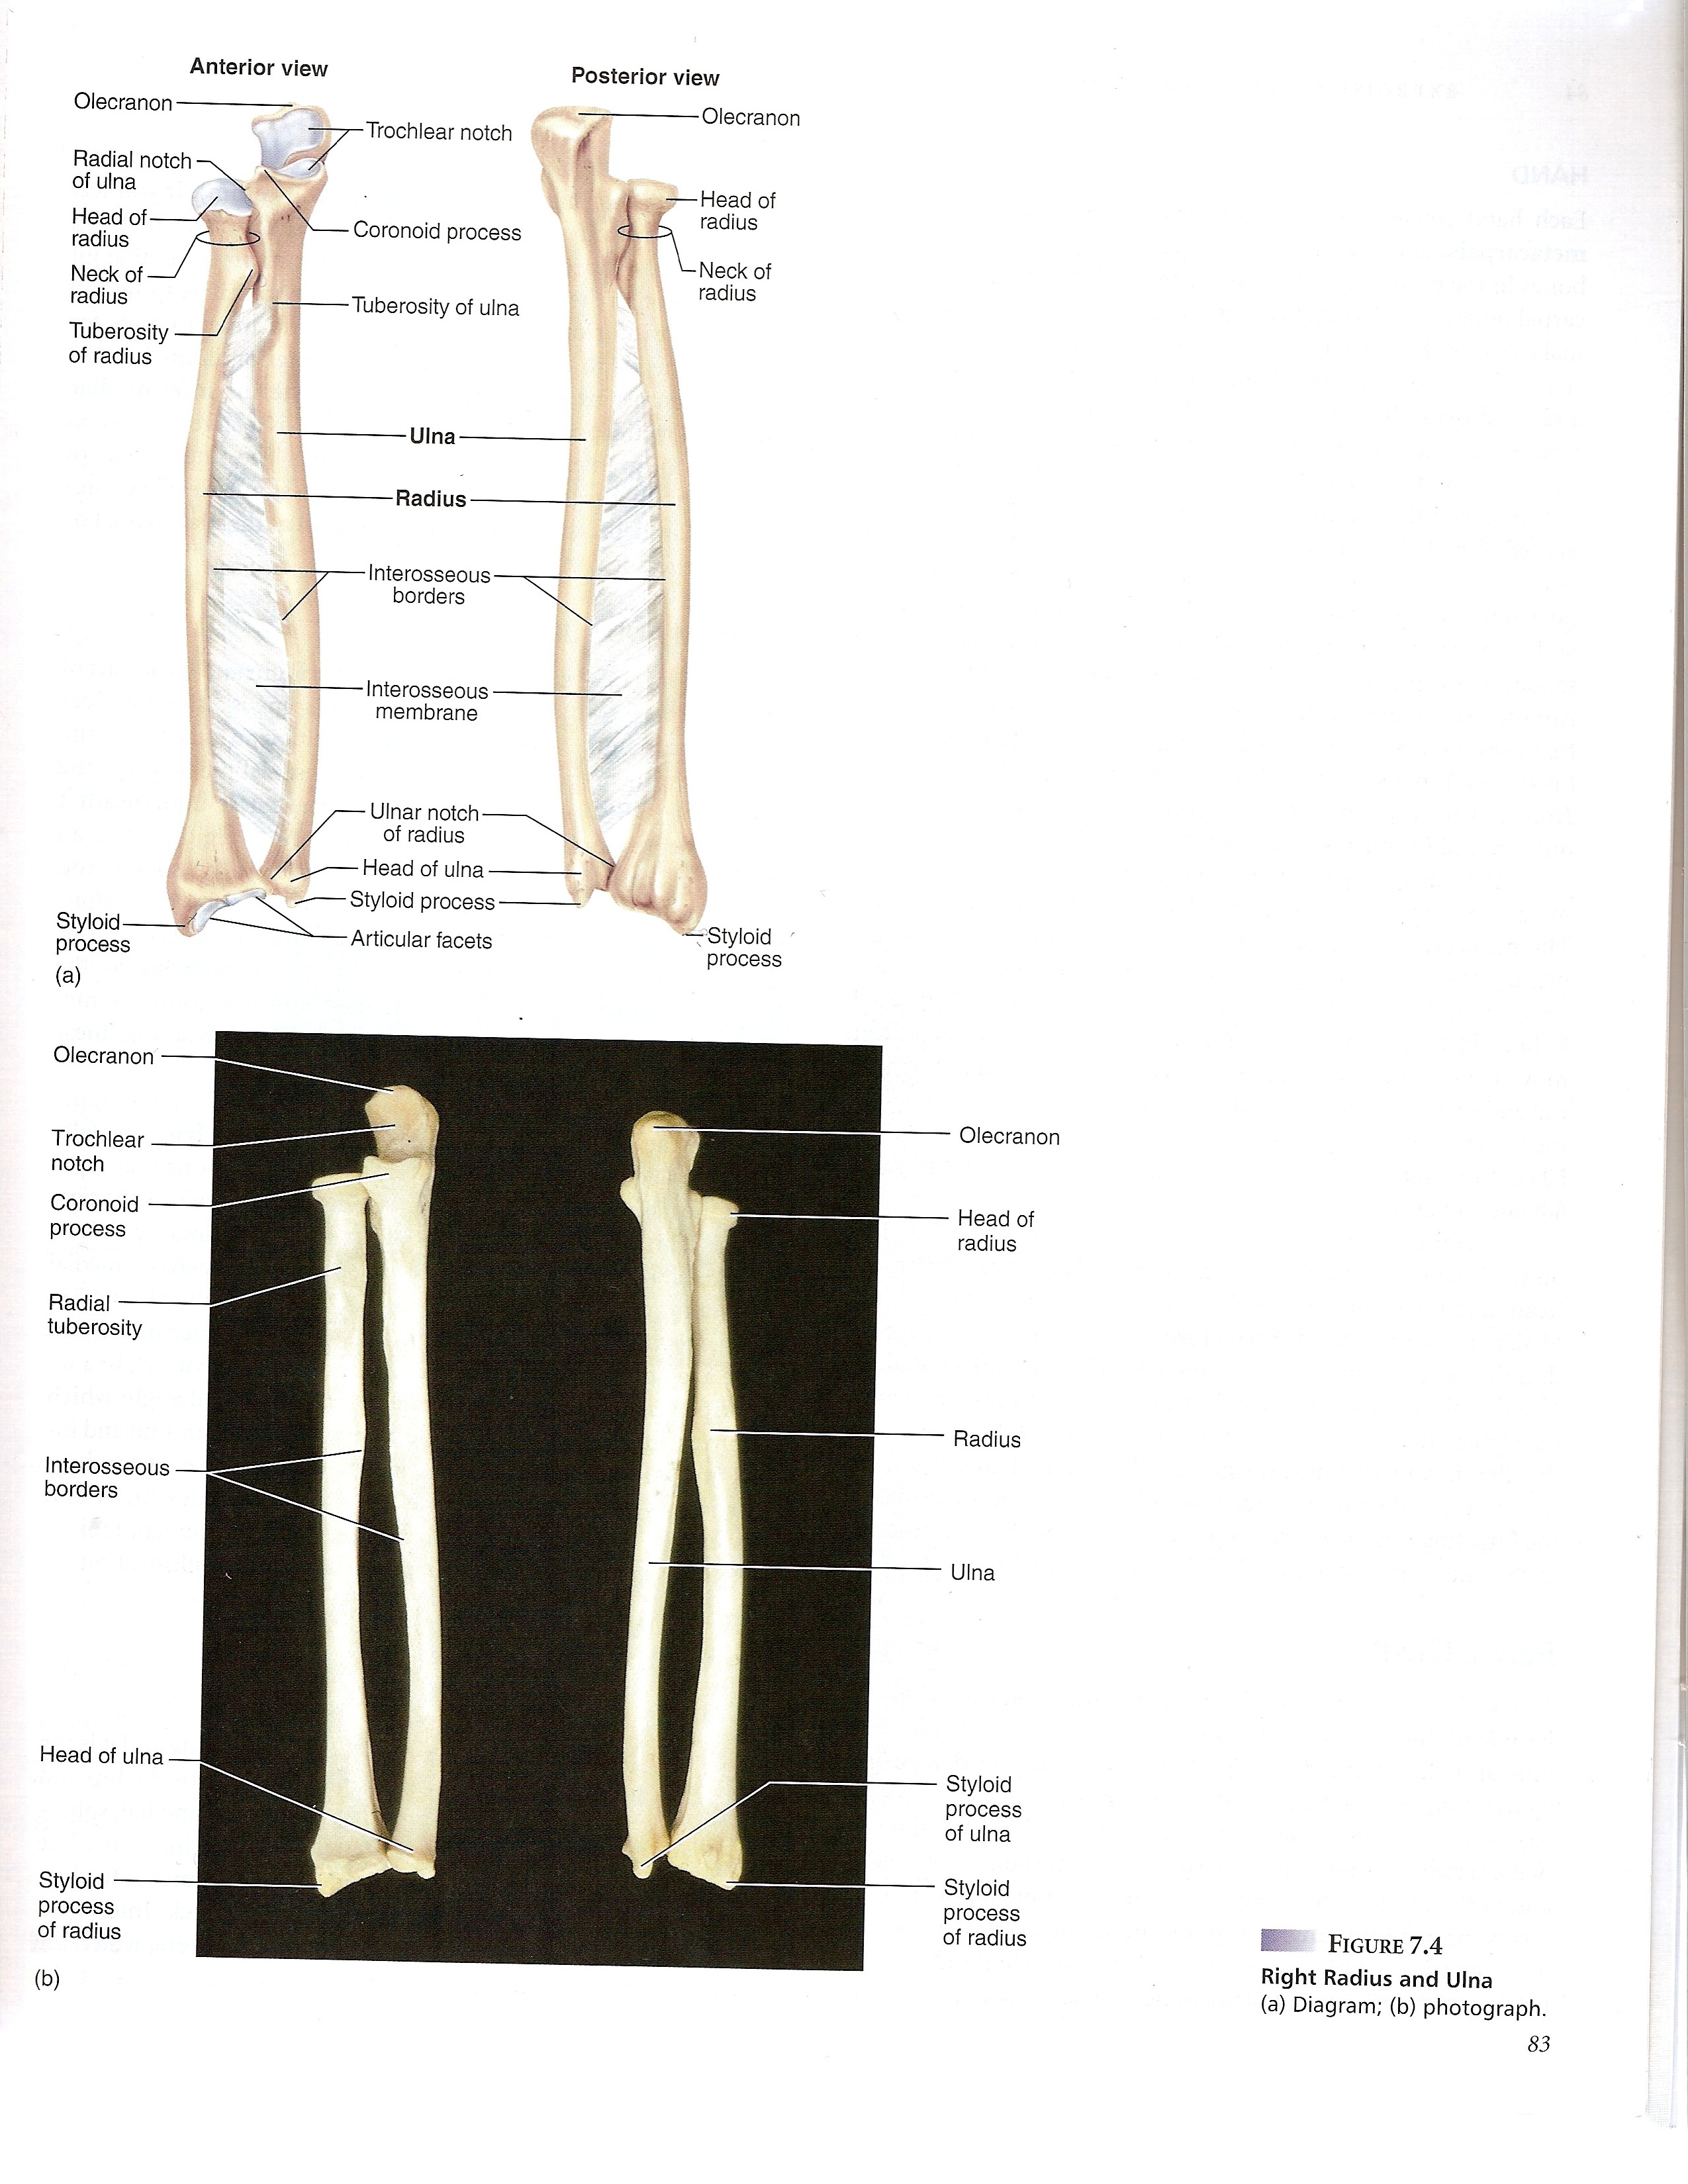 Anterior view
Posterior view
Olecranon
Trochlear notch
Radial notch
of ulna
Head of
radius
Coronoid process
Neck of
radius
Tuberosity of ulna
Tuberosity
of radius
Olecranon
Head of
radius
Neck of
radius
Ulna
Radius
Interosseous
borders
Interosseous
membrane
Ulnar notch
of radius
Head of ulna
Styloid process
Articular facets
Styloid
process
Styloid
process
(a)
Olecranon
Trochlear
notch
Coronoid
process
Radial
tuberosity
Interosseous
borders
Head of ulna
Styloid
process
of radius
Olecranon
Head of
radius
Radius
Ulna
Styloid
process
of ulna
Styloid
process
of radius
(b)
FIGURE 7.4
Right Radius and Ulna
(a) Diagram; (b) photograph.
83